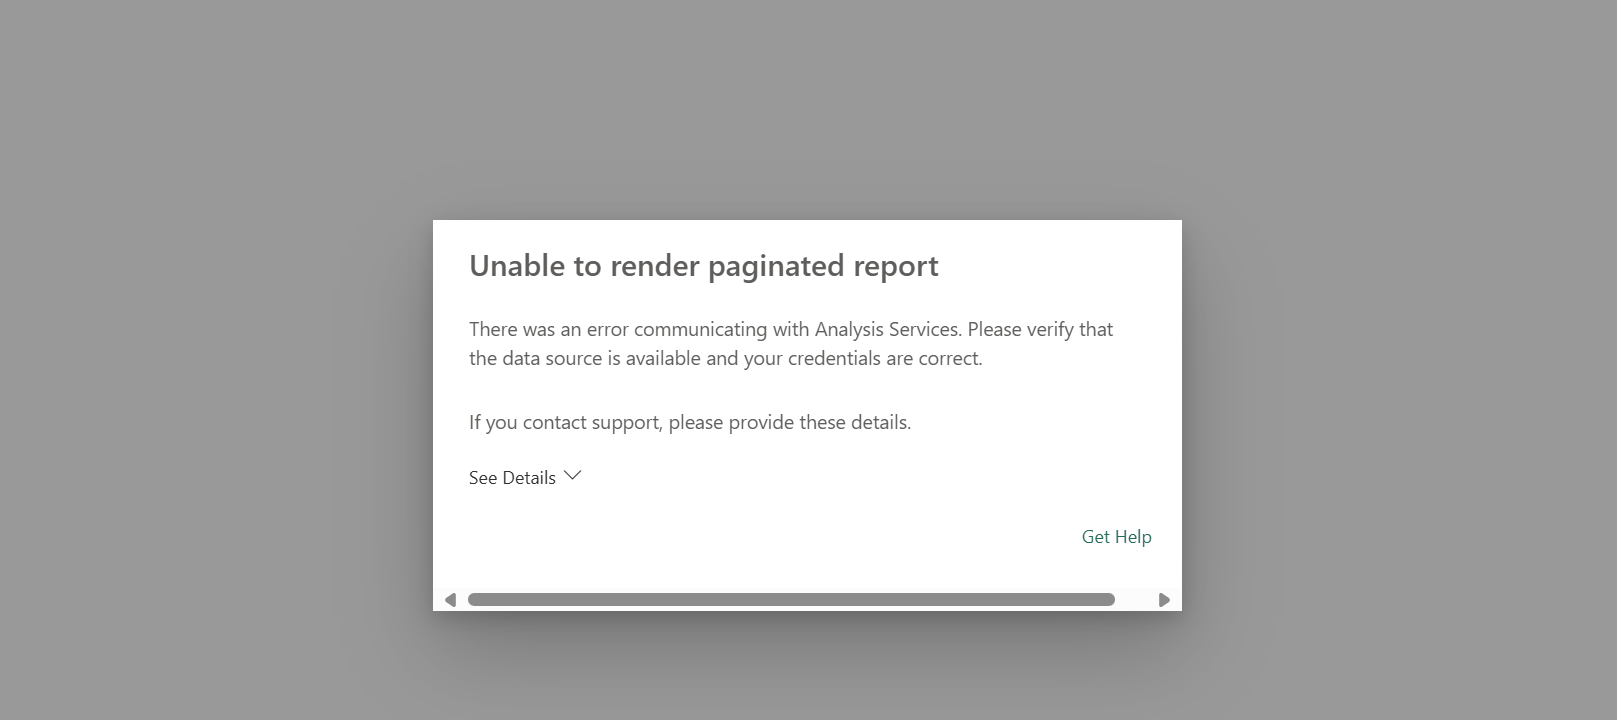 Unable to render paginated report
There was an error communicating with Analysis Services. Please verify that
the data source is available and your credentials are correct.
If you contact support, please provide these details.
See Details
Get Help